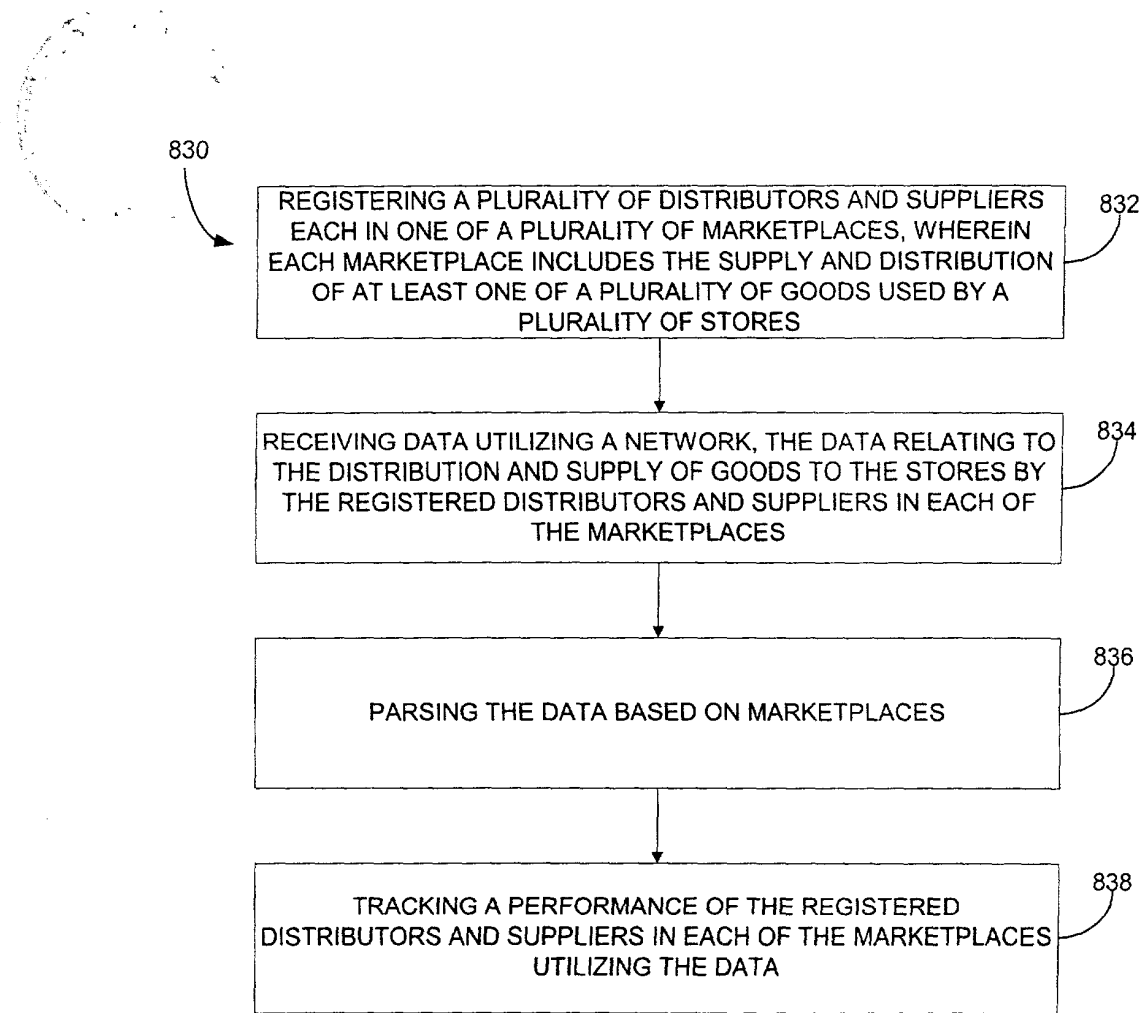 830
REGISTERING A PLURALITY OF DISTRIBUTORS AND SUPPLIERS
EACH IN ONE OF A PLURALITY OF MARKETPLACES, WHEREIN
EACH MARKETPLACE INCLUDES THE SUPPLY AND DISTRIBUTION
OF AT LEAST ONE OF A PLURALITY OF GOODS USED BY A
PLURALITY OF STORES
832
RECEIVING DATA UTILIZING A NETWORK, THE DATA RELATING TO
THE DISTRIBUTION AND SUPPLY OF GOODS TO THE STORES BY
THE REGISTERED DISTRIBUTORS AND SUPPLIERS IN EACH OF
THE MARKETPLACES
834
PARSING THE DATA BASED ON MARKETPLACES
836
TRACKING A PERFORMANCE OF THE REGISTERED
DISTRIBUTORS AND SUPPLIERS IN EACH OF THE MARKETPLACES
UTILIZING THE DATA
838